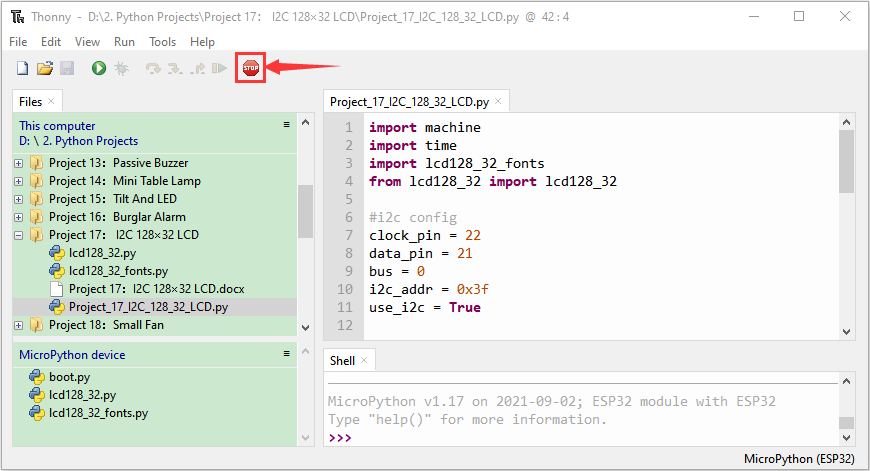 Thonny - D:\2. Python Projects\Project 17: I2C 128×32 LCD\Project_17_I2C_128_32_LCD.py @ 42 : 4
File Edit View Run Tools Help
STOP
Files
This computer
D: \ 2. Python Projects
Project 13: Passive Buzzer
Project 14: Mini Table Lamp
Project 15: Tilt And LED
Project 16: Burglar Alarm
Project 17: I2C 128×32 LCD
lcd128_32.py
lcd128_32_fonts.py
Project 17: I2C 128×32 LCD.docx
Project_17_I2C_128_32_LCD.py
Project 18: Small Fan
MicroPython device
boot.py
lcd128_32.py
lcd128_32_fonts.py
Project_17_I2C_128_32_LCD.py
1 import machine
2 import time
3 import lcd128_32_fonts
4 from lcd128_32 import lcd128_32
5
6 #i2c config
7 clock_pin = 22
8 data_pin = 21
9 bus = 0
10 i2c_addr = 0x3f
11 use_i2c = True
12
Shell
MicroPython v1.17 on 2021-09-02; ESP32 module with ESP32
Type "help()" for more information.
>>>
MicroPython (ESP32)